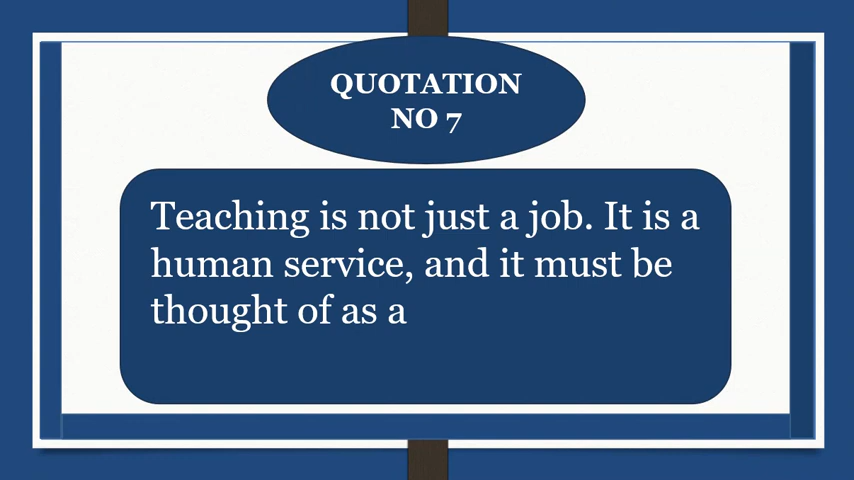 QUOTATION
NO 7
Teaching is not just a job. It is a
human service, and it must be
thought of as a